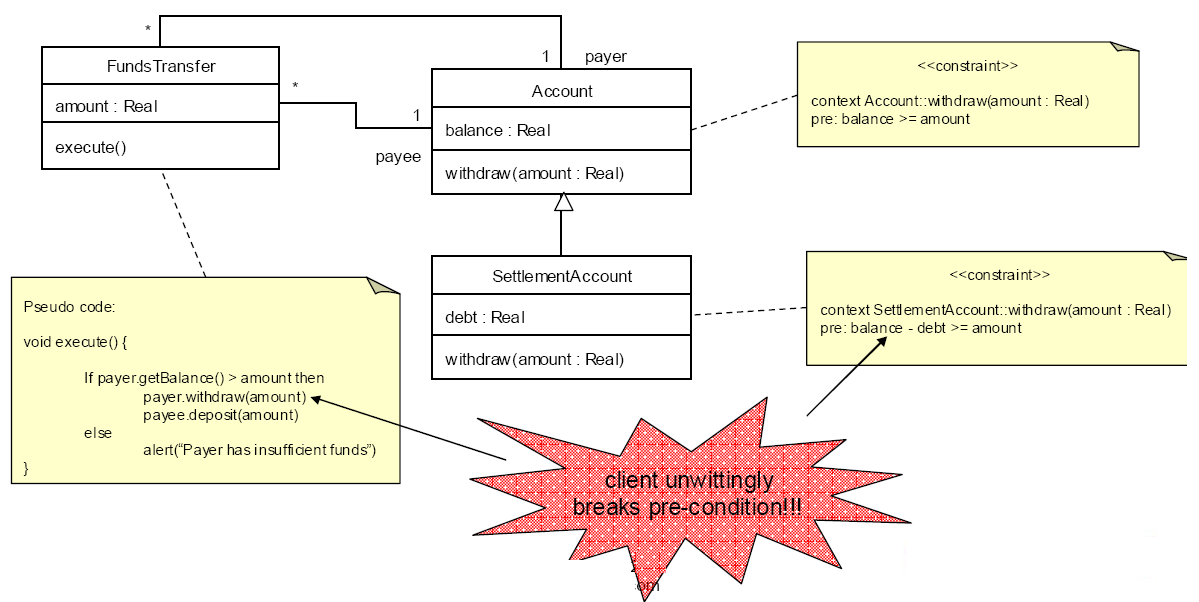 *
FundsTransfer
amount : Real
execute()
*
1
payer
Account
balance : Real
withdraw(amount : Real)
1
payee
<<constraint>>
context Account::withdraw(amount : Real)
pre: balance >= amount
SettlementAccount
debt : Real
withdraw(amount : Real)
<<constraint>>
context SettlementAccount::withdraw(amount : Real)
pre: balance - debt >= amount
Pseudo code:
void execute() {
If payer.getBalance() > amount then
payer.withdraw(amount)
payee.deposit(amount)
else
alert(“Payer has insufficient funds”)
}
client unwittingly
breaks pre-condition!!!